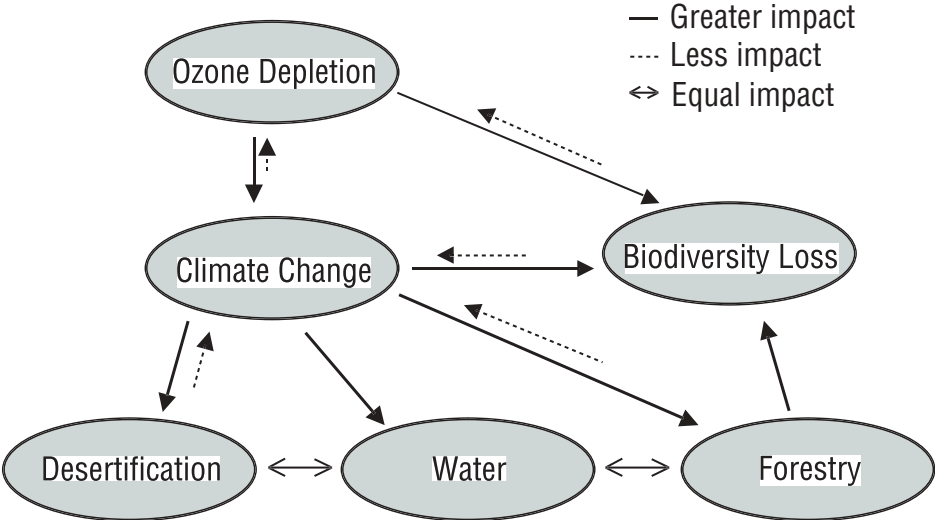 Greater impact
Less impact
Equal impact
Ozone Depletion
Climate Change
Biodiversity Loss
Desertification
Water
Forestry